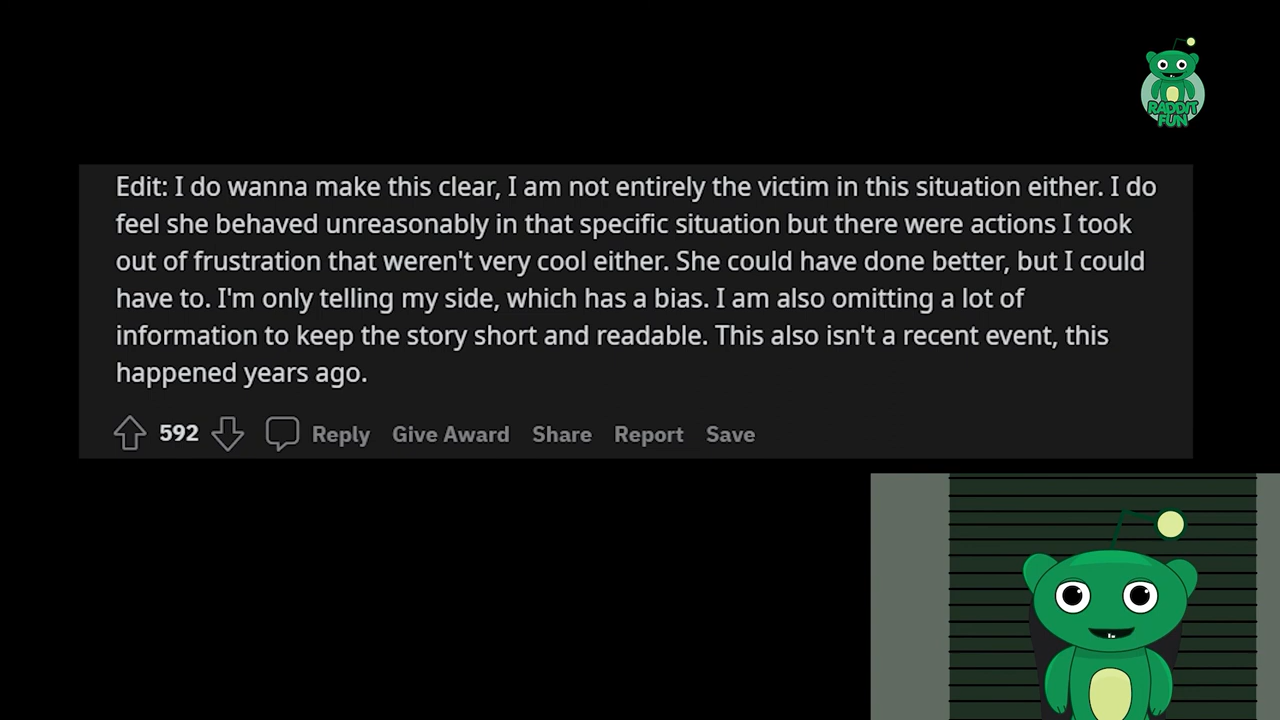 RADDIT
FUN
Edit: I do wanna make this clear, I am not entirely the victim in this situation either. I do
feel she behaved unreasonably in that specific situation but there were actions I took
out of frustration that weren't very cool either. She could have done better, but I could
have to. I'm only telling my side, which has a bias. I am also omitting a lot of
information to keep the story short and readable. This also isn't a recent event, this
happened years ago.
592 Reply Give Award Share Report Save